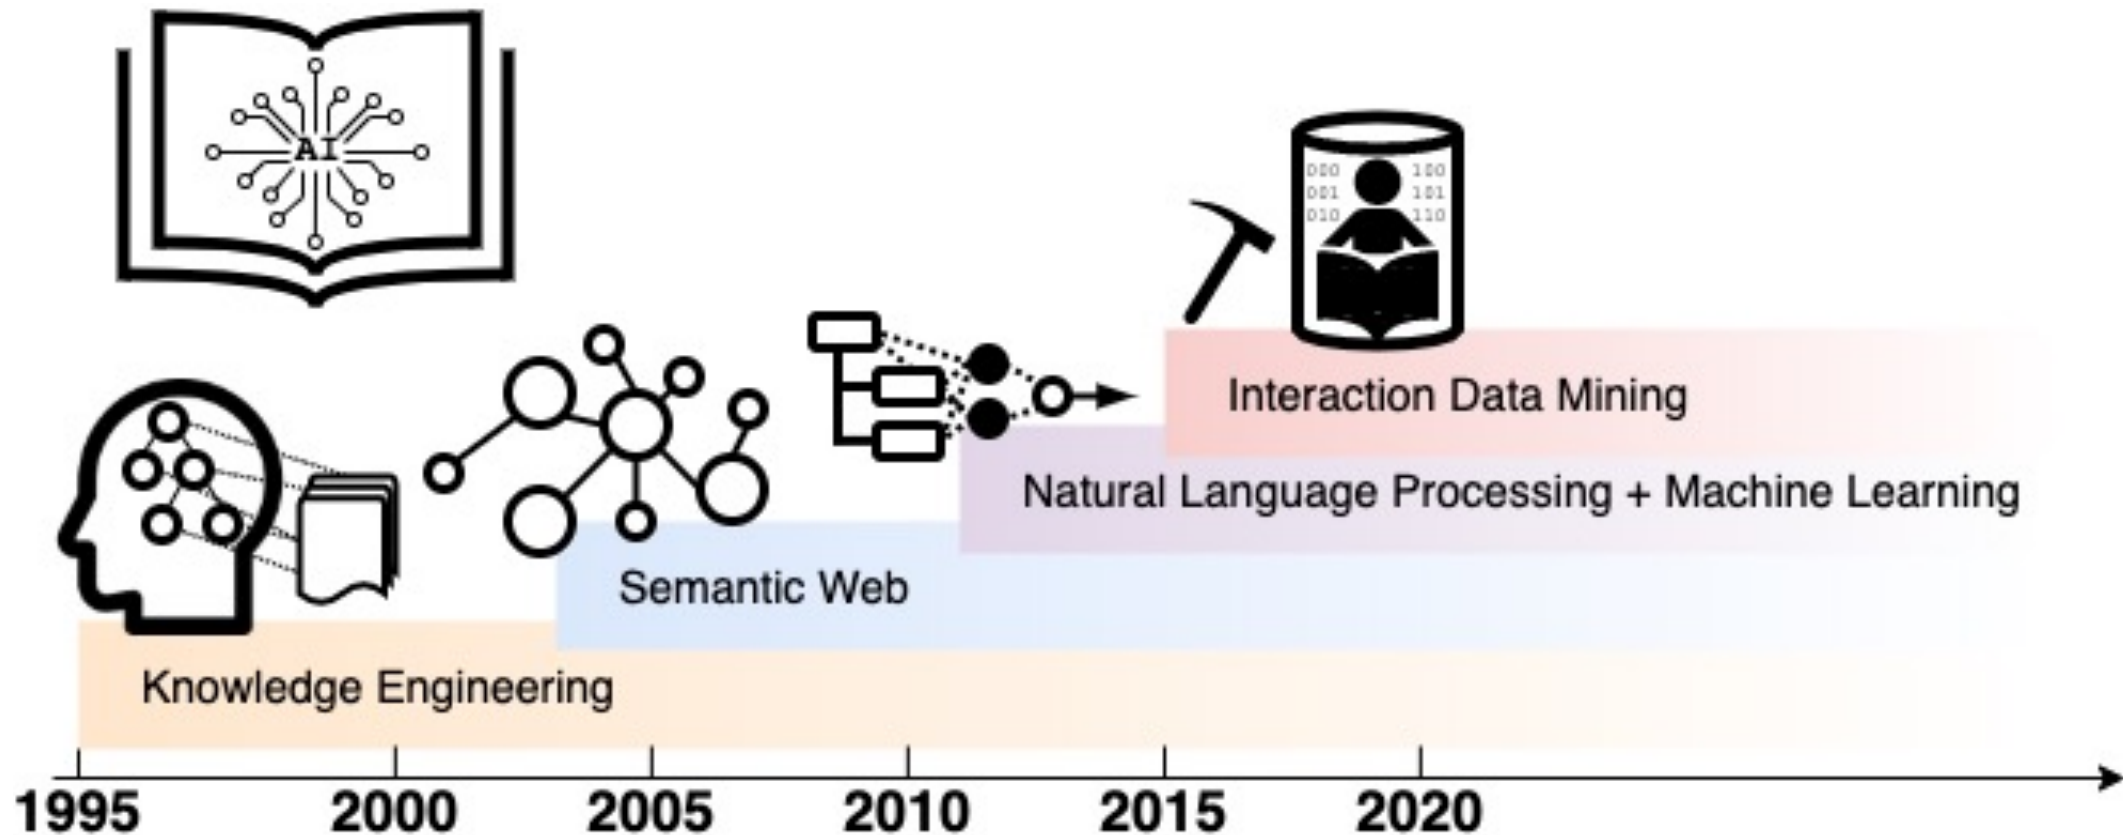 AI
000 100
001 101
010 110
Interaction Data Mining
Natural Language Processing + Machine Learning
Semantic Web
Knowledge Engineering
1995 2000 2005 2010 2015 2020